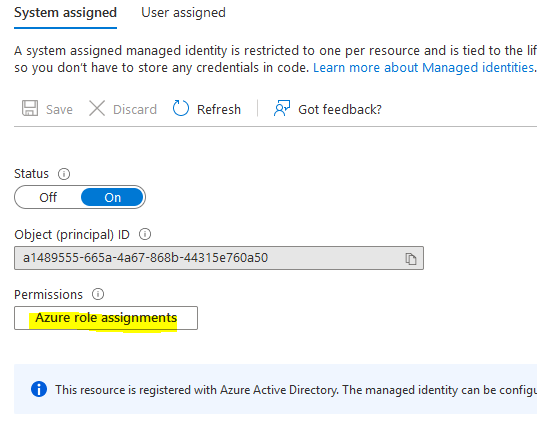 System assigned User assigned
A system assigned managed identity is restricted to one per resource and is tied to the lif
so you don't have to store any credentials in code. Learn more about Managed identities.
Save Discard Refresh Got feedback?
Status
Off On
Object (principal) ID
a1489555-665a-4a67-868b-44315e760a50
Permissions
Azure role assignments
This resource is registered with Azure Active Directory. The managed identity can be configu